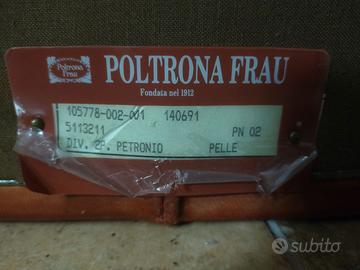 Poltrona
Frau
POLTRONA FRAU
Fondata nel 1912
105778-002-001 140691
5113211 PN 02
DIV. 2P. PETRONIO PELLE
subito